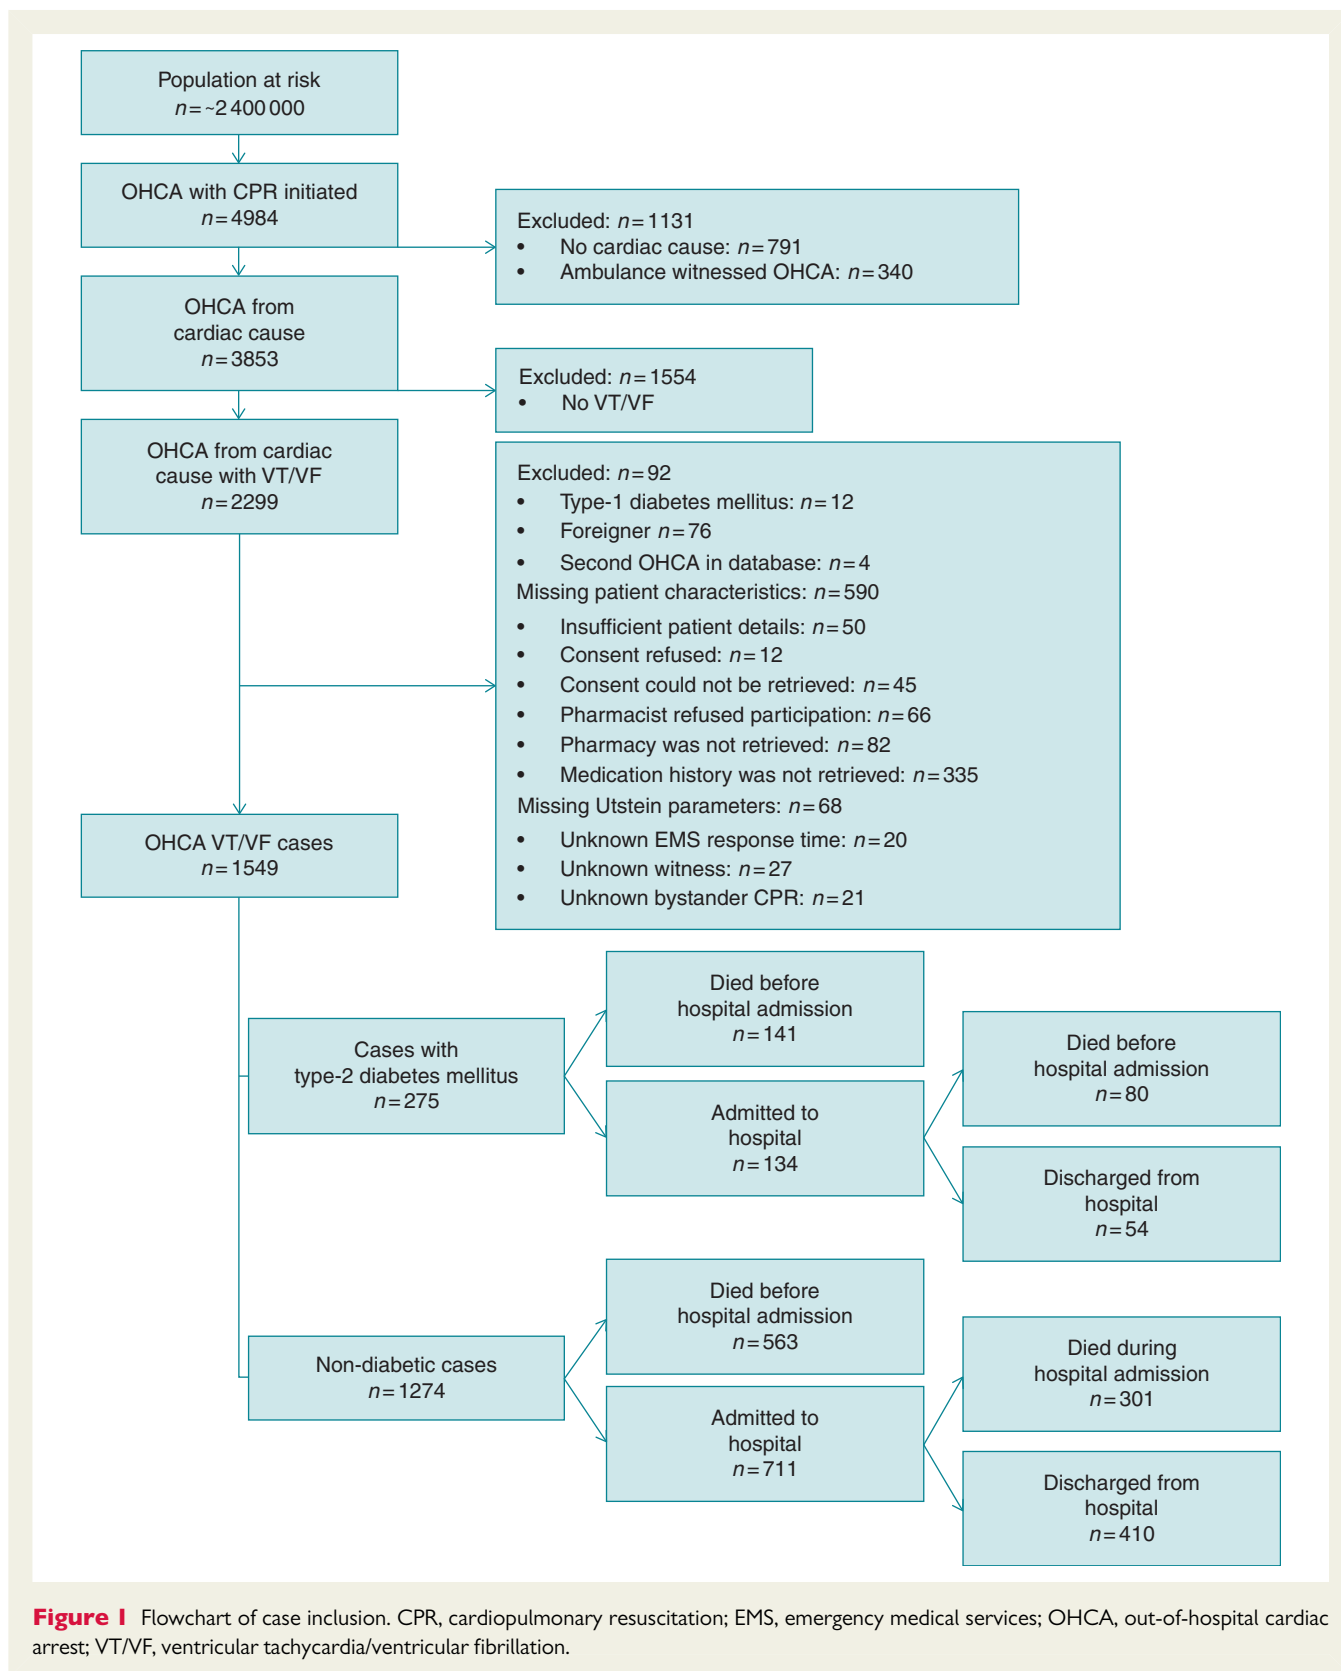 Population at risk
n=~2 400 000
OHCA with CPR initiated
n=4984
Excluded: n=1131
• No cardiac cause: n=791
• Ambulance witnessed OHCA: n=340
OHCA from
cardiac cause
n=3853
Excluded: n=1554
• No VT/VF
OHCA from cardiac
cause with VT/VF
n=2299
Excluded: n=92
• Type-1 diabetes mellitus: n=12
• Foreigner n=76
• Second OHCA in database: n=4
Missing patient characteristics: n=590
• Insufficient patient details: n=50
• Consent refused: n=12
• Consent could not be retrieved: n=45
• Pharmacist refused participation: n=66
• Pharmacy was not retrieved: n=82
• Medication history was not retrieved: n=335
Missing Utstein parameters: n=68
• Unknown EMS response time: n=20
• Unknown witness: n=27
• Unknown bystander CPR: n=21
OHCA VT/VF cases
n=1549
Cases with
type-2 diabetes mellitus
n=275
Died before
hospital admission
n=141
Admitted to
hospital
n=134
Died before
hospital admission
n=80
Discharged from
hospital
n=54
Non-diabetic cases
n=1274
Died before
hospital admission
n=563
Admitted to
hospital
n=711
Died during
hospital admission
n=301
Discharged from
hospital
n=410
Figure 1 Flowchart of case inclusion. CPR, cardiopulmonary resuscitation; EMS, emergency medical services; OHCA, out-of-hospital cardiac
arrest; VT/VF, ventricular tachycardia/ventricular fibrillation.